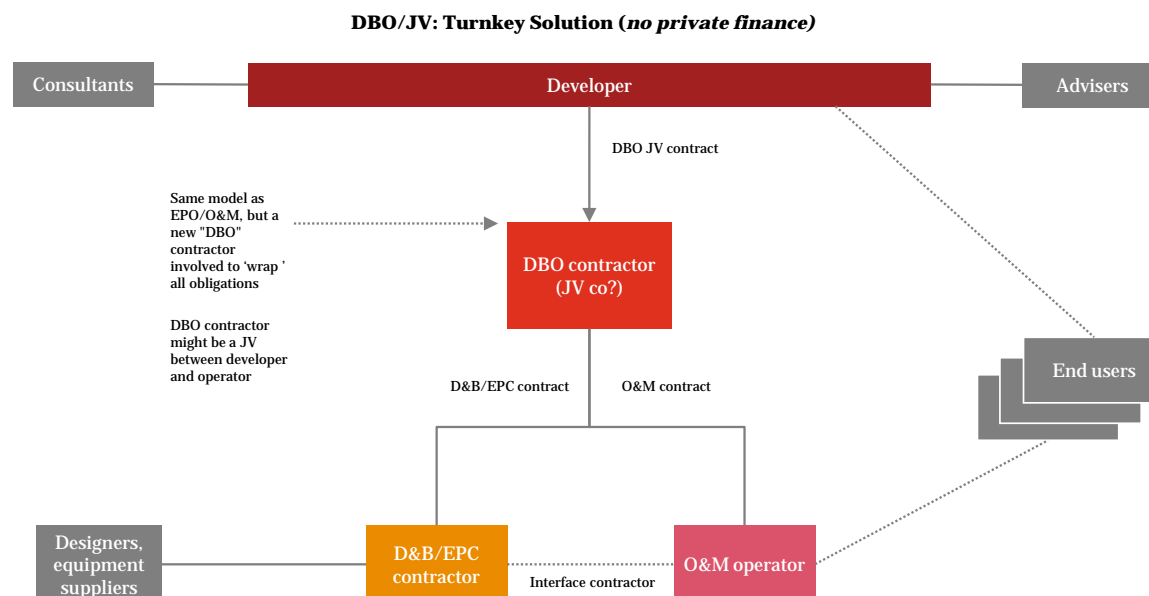 DBO/JV: Turnkey Solution (no private finance)
Consultants
Developer
Advisers
DBO JV contract
Same model as
EPO/O&M, but a
new "DBO"
contractor
involved to ‘wrap ’
all obligations
DBO contractor
might be a JV
between developer
and operator
DBO contractor
(JV co?)
End users
D&B/EPC contract
O&M contract
Designers,
equipment
suppliers
D&B/EPC
contractor
Interface contractor
O&M operator